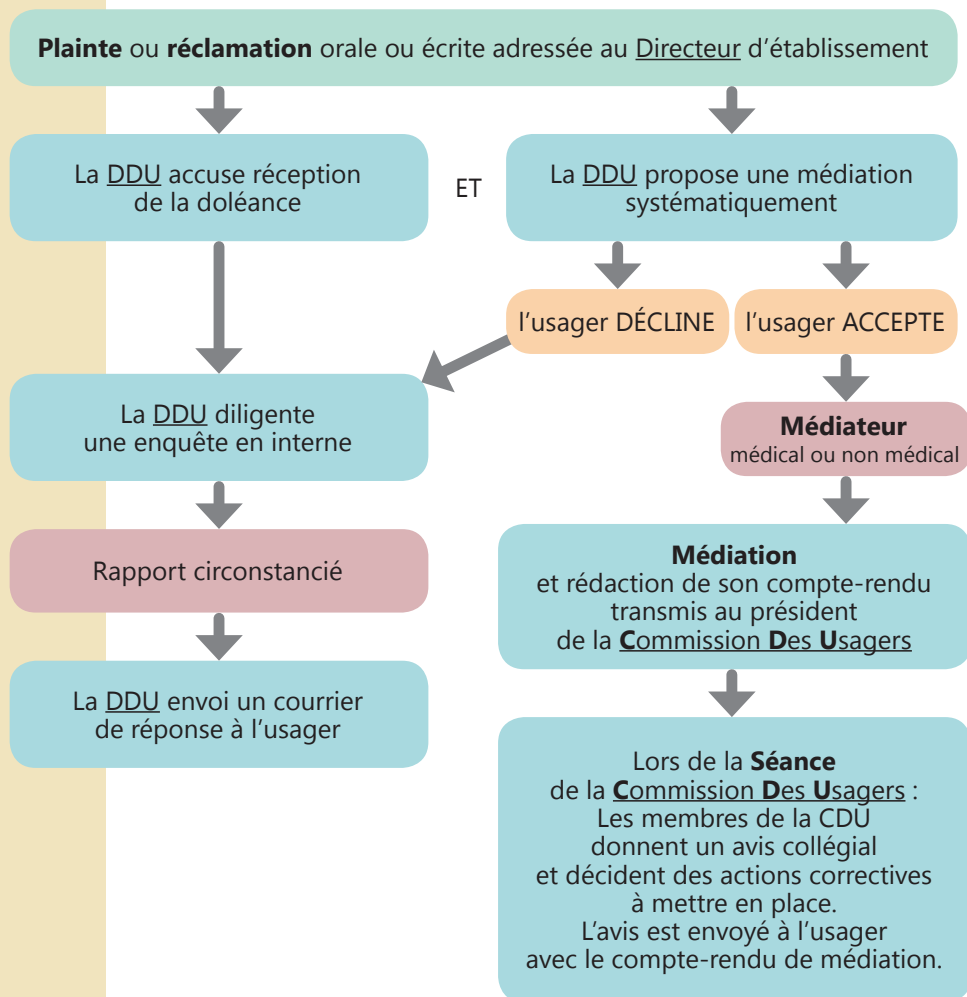 Plainte ou réclamation orale ou écrite adressée au Directeur d'établissement
La DDU accuse réception
de la doléance
ET
La DDU propose une médiation
systématiquement
l'usager DÉCLINE
l'usager ACCEPTE
La DDU diligente
une enquête en interne
Médiateur
médical ou non médical
Rapport circonstancié
Médiation
et rédaction de son compte-rendu
transmis au président
de la Commission Des Usagers
La DDU envoi un courrier
de réponse à l'usager
Lors de la Séance
de la Commission Des Usagers :
Les membres de la CDU
donnent un avis collégial
et décident des actions correctives
à mettre en place.
L'avis est envoyé à l'usager
avec le compte-rendu de médiation.